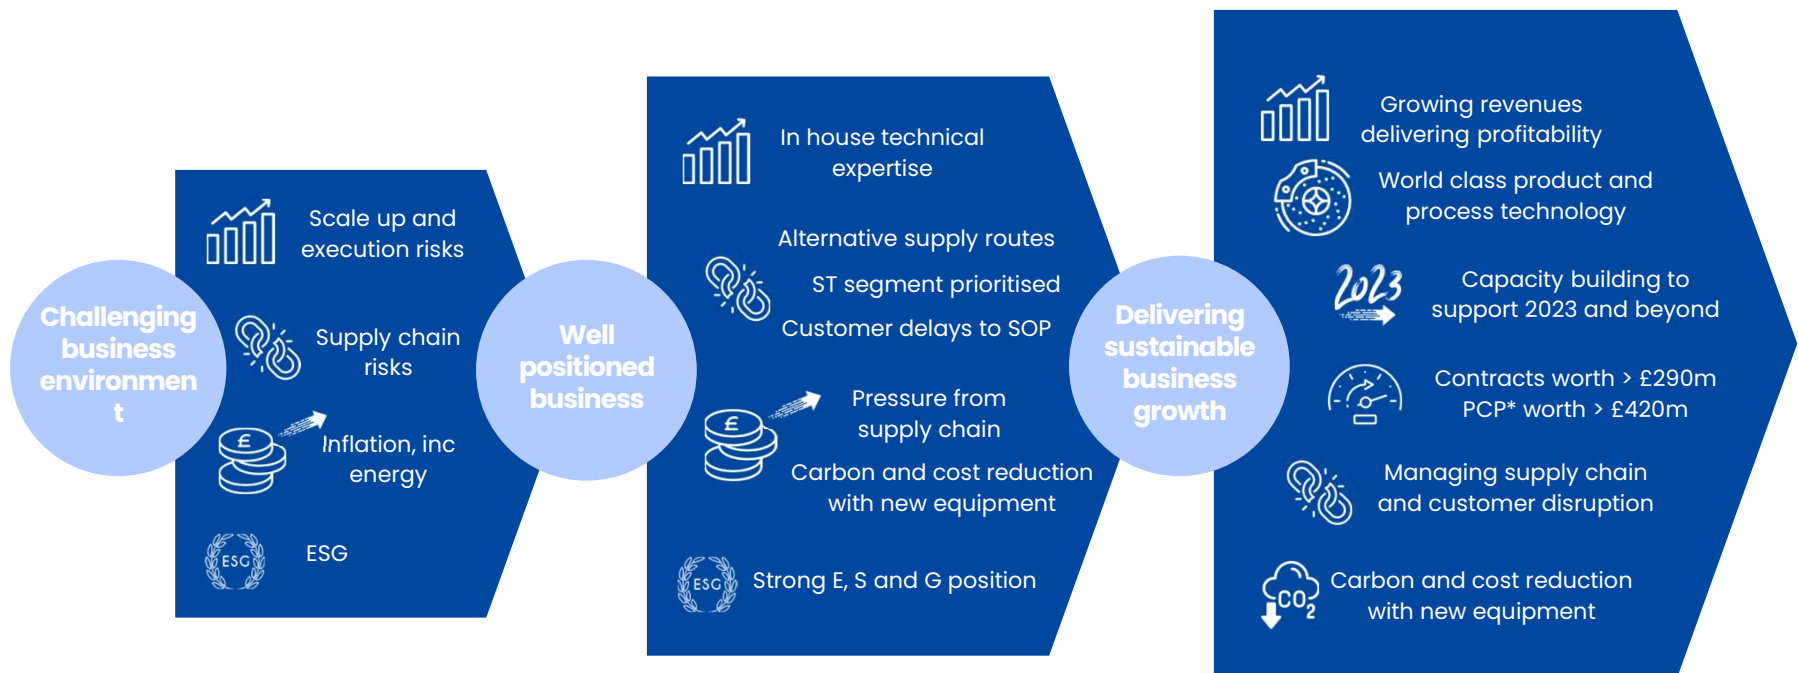 Challenging
business
environmen
t
Scale up and
execution risks
Supply chain
risks
£
Inflation, inc
energy
ESG
ESG
Well
positioned
business
In house technical
expertise
Alternative supply routes
ST segment prioritised
Customer delays to SOP
£
Pressure from
supply chain
Carbon and cost reduction
with new equipment
ESG
Strong E, S and G position
Delivering
sustainable
business
growth
Growing revenues
delivering profitability
World class product and
process technology
2023
Capacity building to
support 2023 and beyond
Contracts worth > £290m
PCP* worth > £420m
Managing supply chain
and customer disruption
CO2
Carbon and cost reduction
with new equipment